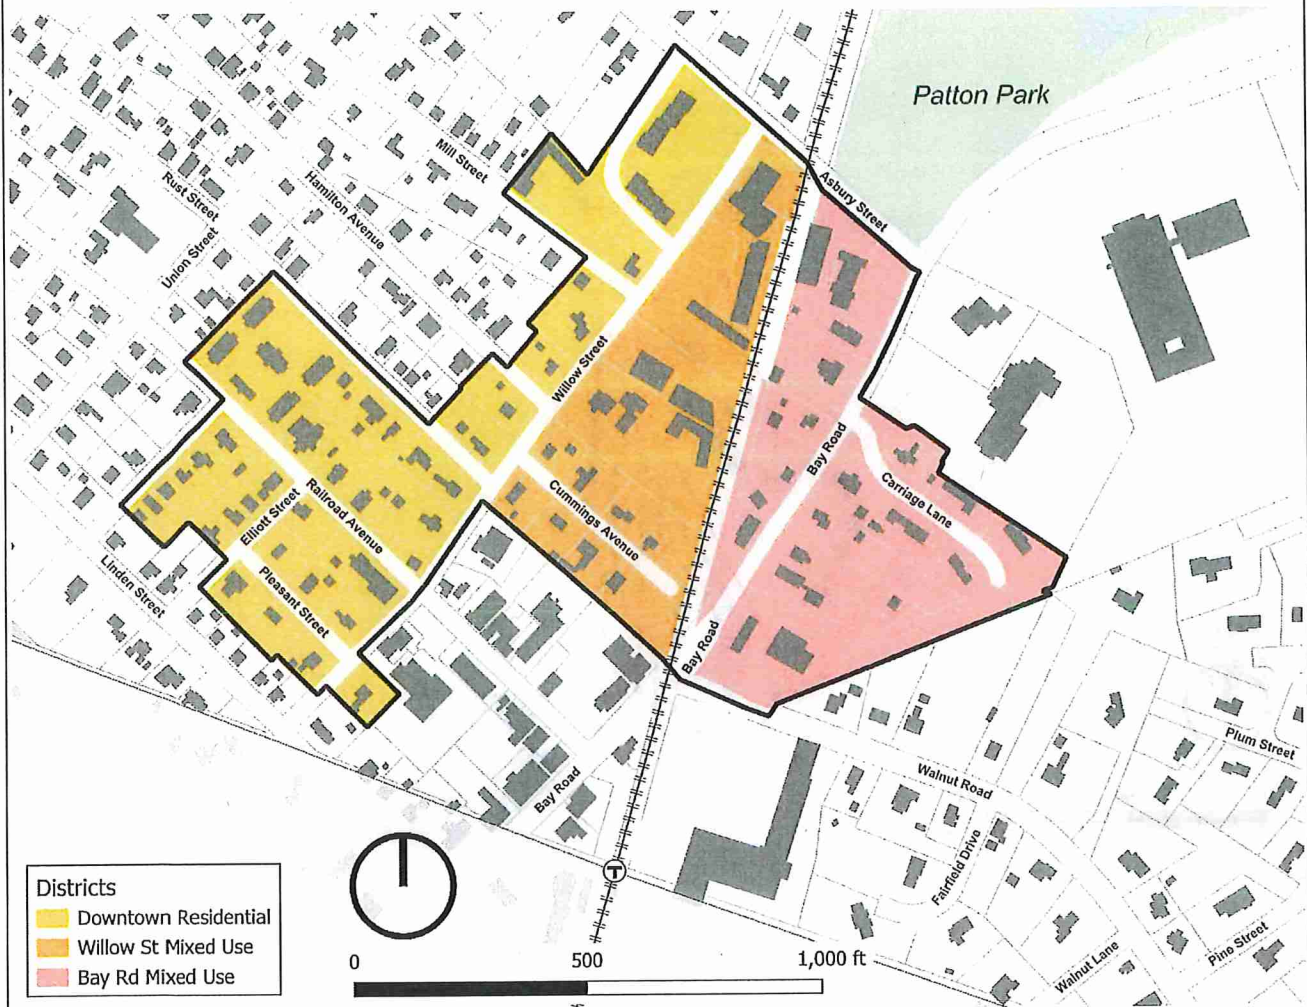 Patton Park
Mill Street
Rust Street
Hamilton Avenue
Union Street
Asbury Street
Willow Street
Bay Road
Carriage Lane
Cummings Avenue
Elliott Street
Railroad Avenue
Linden Street
Pleasant Street
Bay Road
Bay Road
Walnut Road
Plum Street
Fairfield Drive
Pine Street
Walnut Lane
T
Districts
Downtown Residential
Willow St Mixed Use
Bay Rd Mixed Use
0 500 1,000 ft